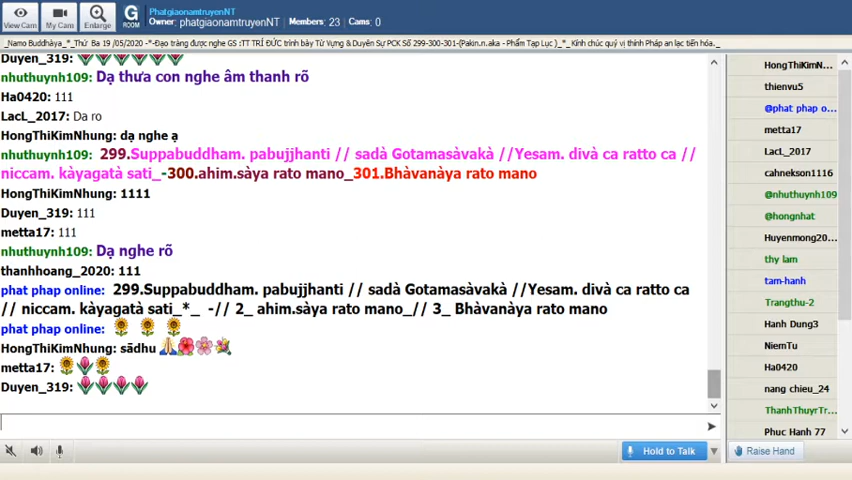 View Cam
My Cam
Enlarge
G
ROOM
PhatgiaonamtruyenNT
Owner: phatgiaonamtruyenNT Members: 23 Cams: 0
_Namo Buddhàya_*_Thứ Ba 19 /05/2020 -*-Đạo tràng được nghe GS :TT TRÍ ĐỨC trình bày Từ Vựng & Duyên Sự PCK Số 299-300-301-(Pakin.n.aka - Phẩm Tạp Lục )_*_ Kính chúc quý vị thính Pháp an lạc tiến hóa._
Duyen_319:
nhuthuynh109: Dạ thưa con nghe âm thanh rõ
Ha0420: 111
LacL_2017: Da ro
HongThiKimNhung: dạ nghe ạ
nhuthuynh109: 299.Suppabuddham. pabujjhanti // sadà Gotamasàvakà //Yesam. divà ca ratto ca //
niccam. kàyagatà sati_-300.ahim.sàya rato mano_301.Bhàvanàya rato mano
HongThiKimNhung: 1111
Duyen_319: 111
metta17: 111
nhuthuynh109: Dạ nghe rõ
thanhhoang_2020: 111
phat phap online: 299.Suppabuddham. pabujjhanti // sadà Gotamasàvakà //Yesam. divà ca ratto ca
// niccam. kàyagatà sati_*_ -// 2_ ahim.sàya rato mano_// 3_ Bhàvanàya rato mano
phat phap online:
HongThiKimNhung: sādhu
metta17:
Duyen_319:
Hold to Talk
HongThiKimN...
thienvu5
@phat phap o...
metta17
LacL_2017
cahnekson1116
@nhuthuynh109
@hongnhat
Huyenmong20...
thy lam
tam-hanh
Trangthu-2
Hanh Dung3
NiemTu
Ha0420
nang chieu_24
ThanhThuyrTr...
Phuc Hanh 77
Raise Hand